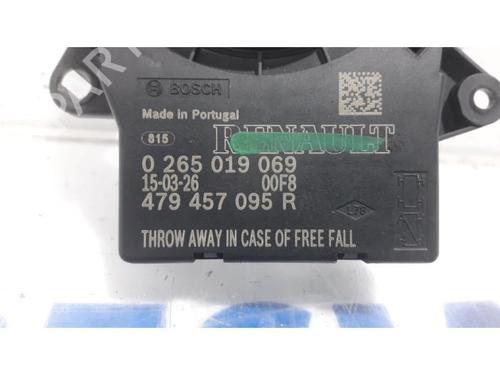 BOSCH
Made in Portugal
815
RENAULT
0 265 019 069
15-03-26 00F8
479 457 095 R
THROW AWAY IN CASE OF FREE FALL